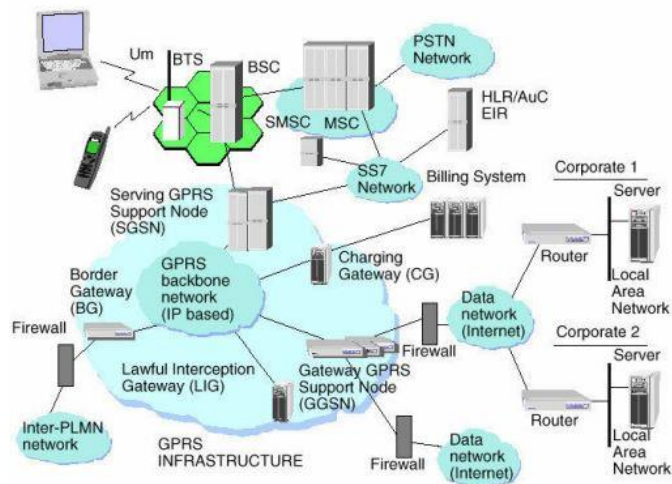 Um
BTS
BSC
PSTN
Network
SMSC
MSC
HLR/AuC
EIR
SS7
Network
Billing System
Corporate 1
Server
Router
Local
Area Network
Serving GPRS
Support Node
(SGSN)
GPRS
backbone
network
(IP based)
Charging
Gateway (CG)
Border
Gateway
(BG)
Firewall
Data
network
(Internet)
Firewall
Corporate 2
Server
Router
Local
Area
Network
Lawful Interception
Gateway (LIG)
Gateway GPRS
Support Node
(GGSN)
Inter-PLMN
network
GPRS
INFRASTRUCTURE
Firewall
Data
network
(Internet)